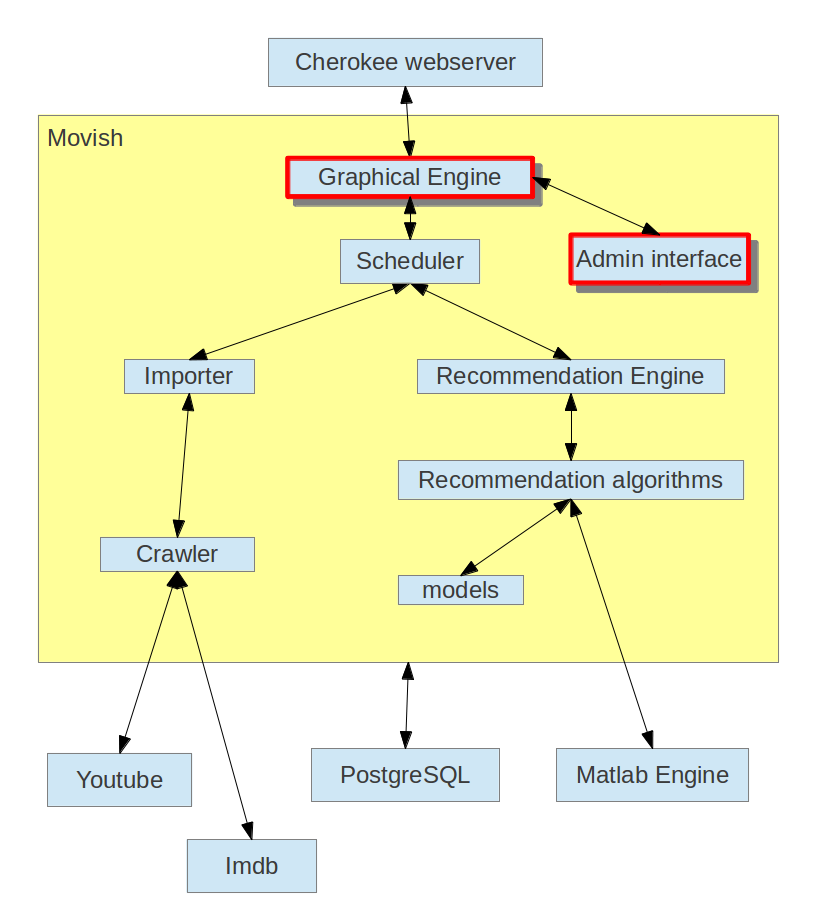 Cherokee webserver
Movish
Graphical Engine
Scheduler
Admin interface
Importer
Recommendation Engine
Recommendation algorithms
Crawler
models
Youtube
PostgreSQL
Matlab Engine
Imdb